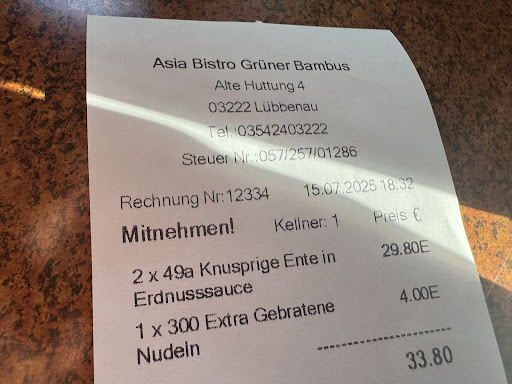 Asia Bistro Grüner Bambus
Alte Huttung 4
03222 Lübbenau
Tel.:03542403222
Steuer Nr.:057/257/01286
Rechnung Nr:12334 15.07.2025 18:32
Mitnehmen! Kellner: 1 Preis €
2 x 49a Knusprige Ente in 29.80E
Erdnusssauce
1 x 300 Extra Gebratene 4.00E
Nudeln
33.80